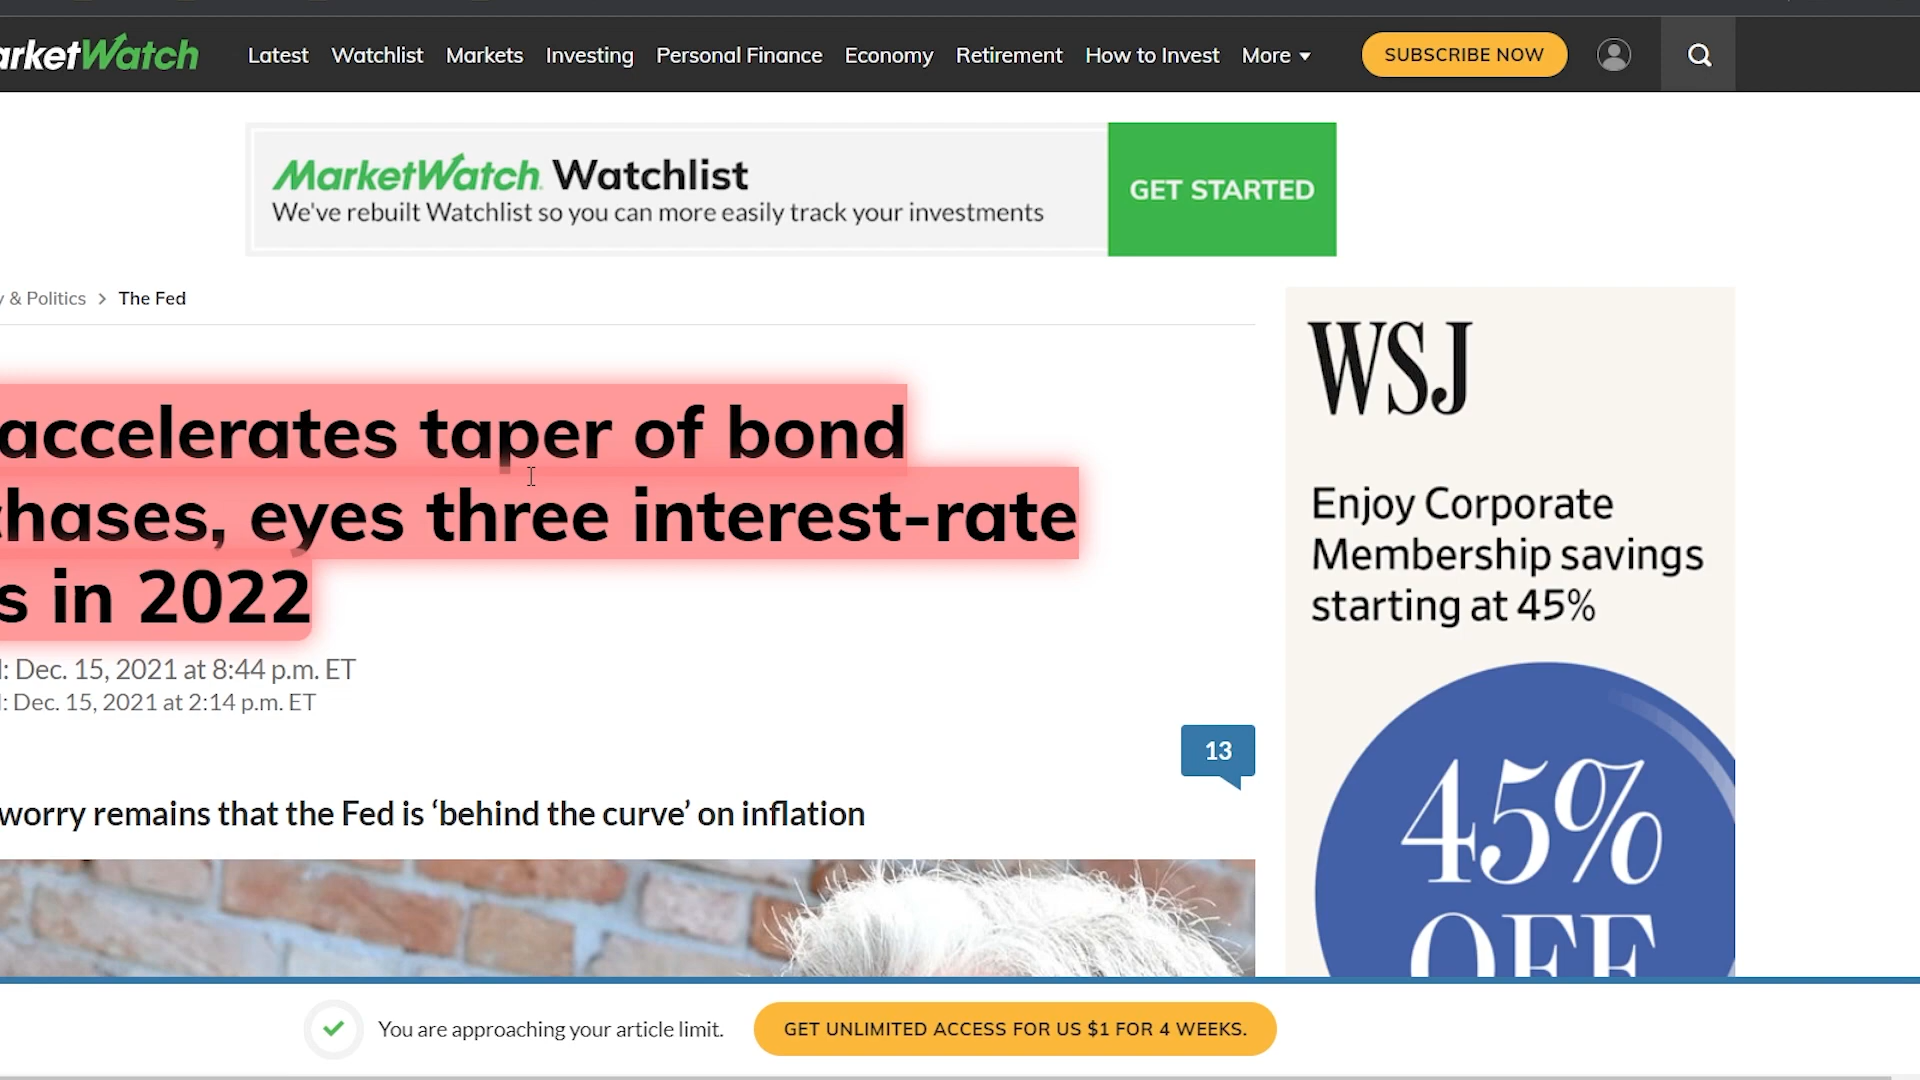 arketWatch
Latest Watchlist Markets Investing Personal Finance Economy Retirement How to Invest More SUBSCRIBE NOW
MarketWatch Watchlist
We've rebuilt Watchlist so you can more easily track your investments
GET STARTED
y & Politics > The Fed
accelerates taper of bond
chases, eyes three interest-rate
s in 2022
d: Dec. 15, 2021 at 8:44 p.m. ET
d: Dec. 15, 2021 at 2:14 p.m. ET
13
worry remains that the Fed is ‘behind the curve’ on inflation
WSJ
Enjoy Corporate
Membership savings
starting at 45%
45%
OFF
You are approaching your article limit.
GET UNLIMITED ACCESS FOR US $1 FOR 4 WEEKS.